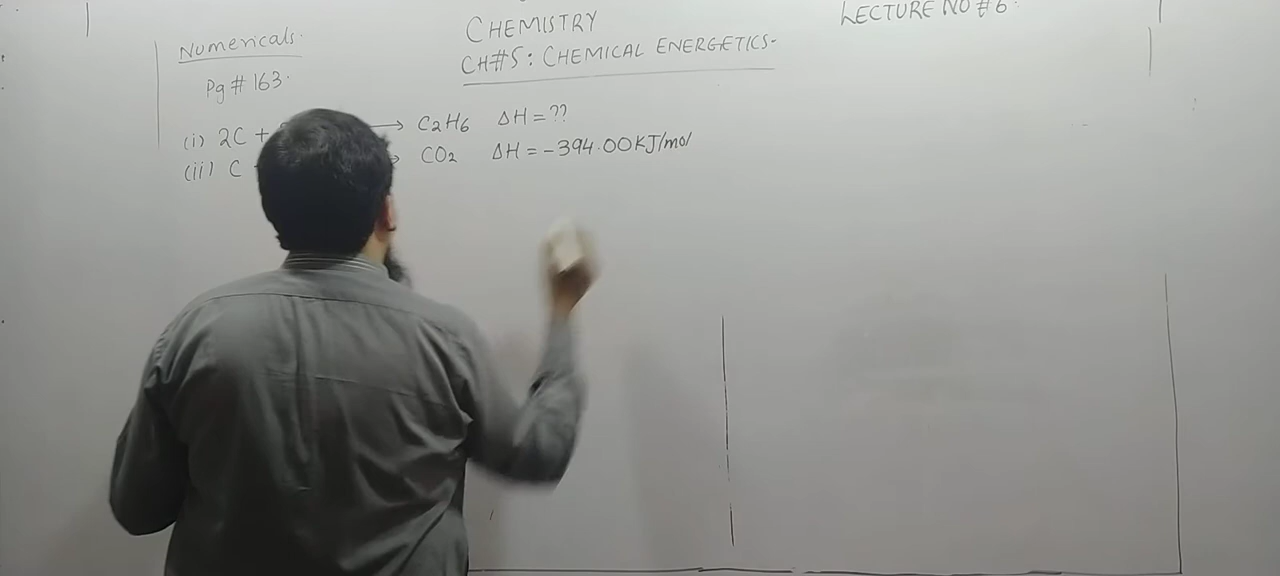 CHEMISTRY
LECTURE NO #6.
CH#5: CHEMICAL ENERGETICS.
Numericals.
Pg # 163.
(i) 2C + → C2H6 ΔH = ??
(ii) C CO2 ΔH = -394.00KJ/mol